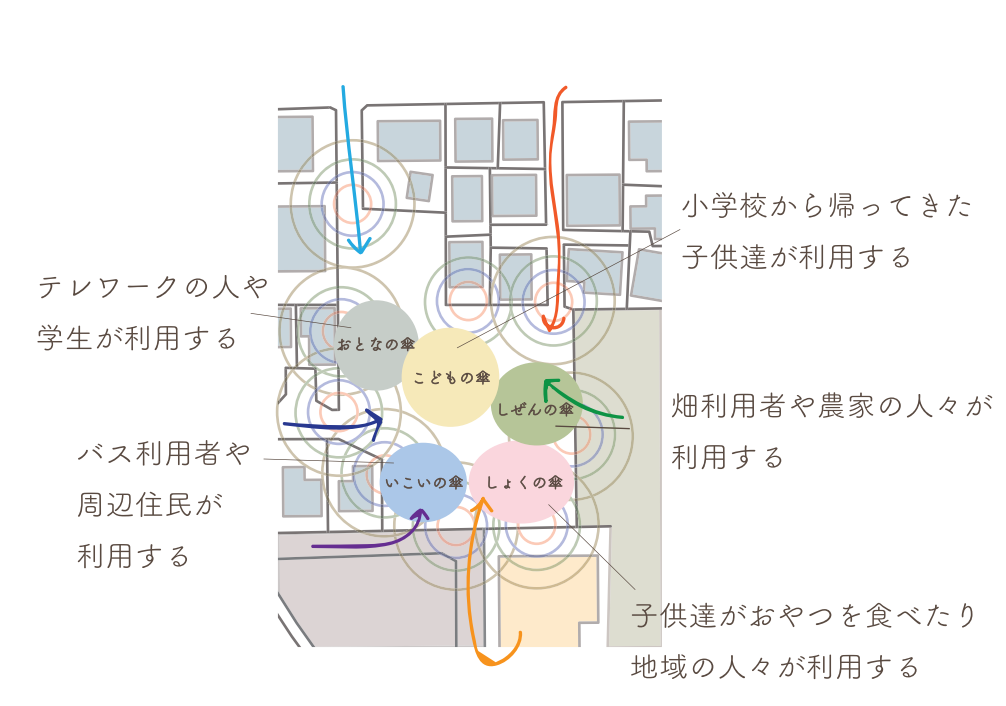 小学校から帰ってきた
子供達が利用する
テレワークの人や
学生が利用する
おとなの傘
こどもの傘
しぜんの傘
畑利用者や農家の人々が
利用する
バス利用者や
周辺住民が
利用する
いこいの傘
しょくの傘
子供達がおやつを食べたり
地域の人々が利用する